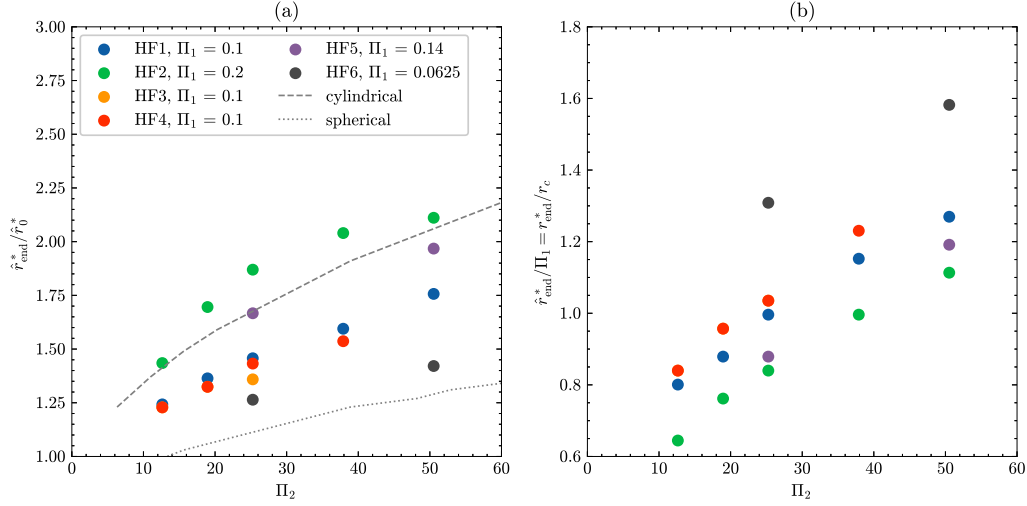 (a)
3.00
2.75
2.50
2.25
2.00
1.75
1.50
1.25
1.00
0
10
20
30
40
50
60
Π₂
r̂*end/r̂*0
HF1, Π₁ = 0.1
HF2, Π₁ = 0.2
HF3, Π₁ = 0.1
HF4, Π₁ = 0.1
HF5, Π₁ = 0.14
HF6, Π₁ = 0.0625
cylindrical
spherical
(b)
1.8
1.6
1.4
1.2
1.0
0.8
0.6
0
10
20
30
40
50
60
Π₂
r̂*end/Π₁ = r*end/rc